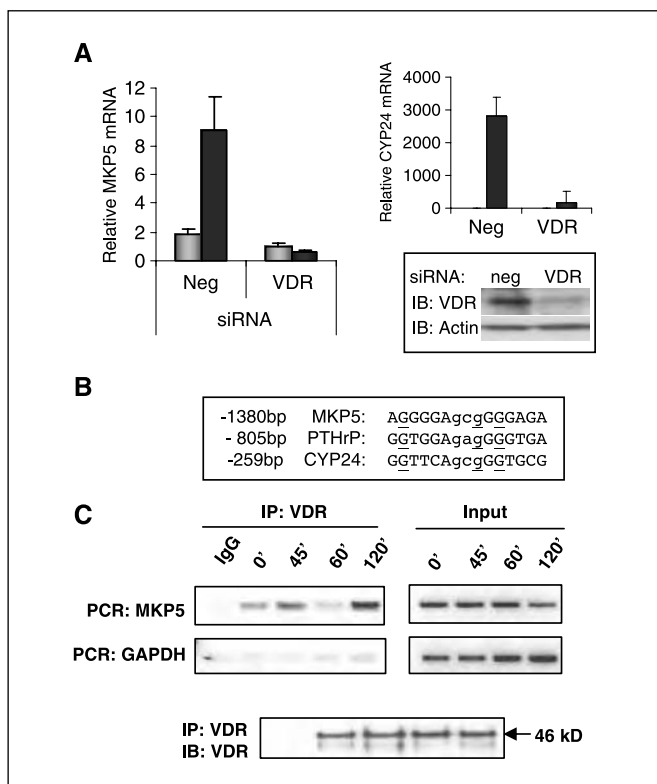 A
Relative MKP5 mRNA
12
10
8
6
4
2
0
Neg VDR
siRNA
Relative CYP24 mRNA
4000
3000
2000
1000
0
Neg VDR
siRNA: neg VDR
IB: VDR
IB: Actin
B
-1380bp MKP5: AGGGGAgcgGGGAGA
- 805bp PTHrP: GGTGGAgagGGGTGA
-259bp CYP24: GGTTCAgcgGGTGCG
C
IP: VDR Input
IgG 0' 45' 60' 120' 0' 45' 60' 120'
PCR: MKP5
PCR: GAPDH
IP: VDR
IB: VDR
46 kD